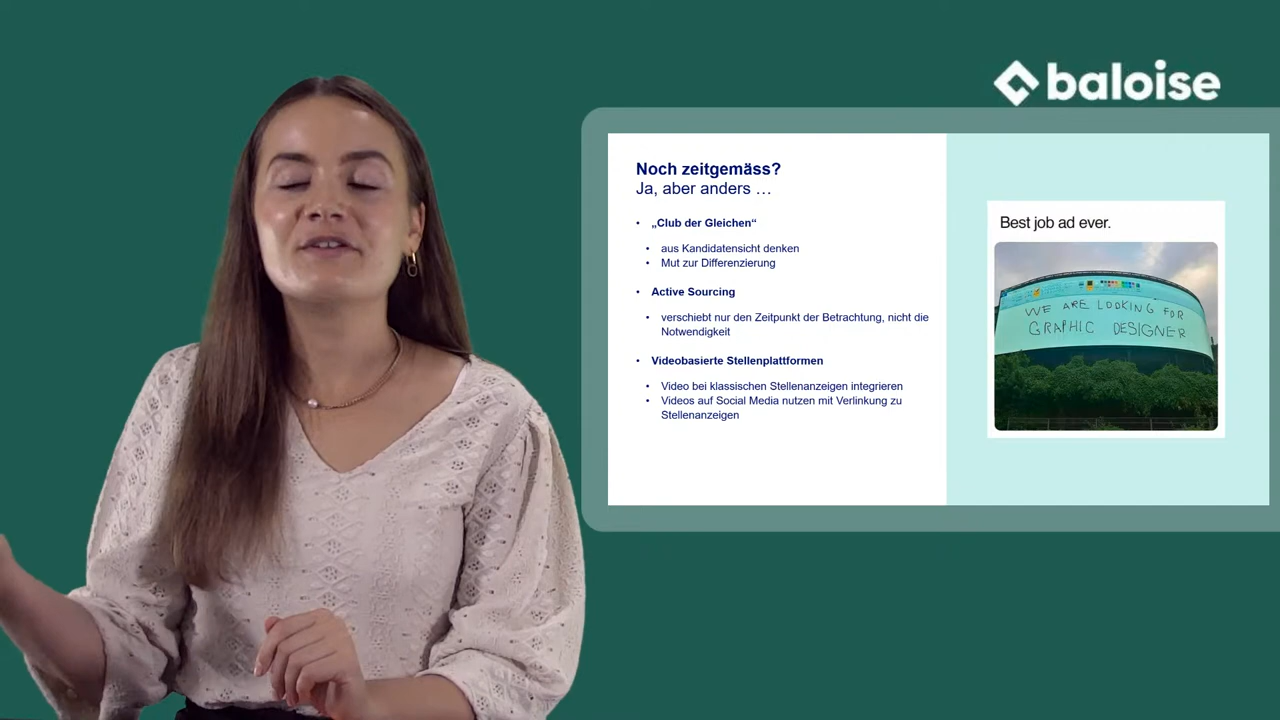 baloise
Noch zeitgemäss?
Ja, aber anders …
• „Club der Gleichen“
• aus Kandidatensicht denken
• Mut zur Differenzierung
• Active Sourcing
• verschiebt nur den Zeitpunkt der Betrachtung, nicht die
Notwendigkeit
• Videobasierte Stellenplattformen
• Video bei klassischen Stellenanzeigen integrieren
• Videos auf Social Media nutzen mit Verlinkung zu
Stellenanzeigen
Best job ad ever.
WE ARE LOOKING FOR
GRAPHIC DESIGNER